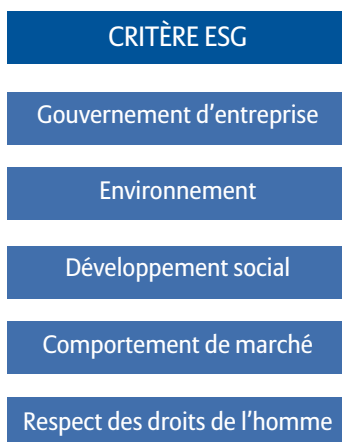 CRITÈRE ESG
Gouvernement d’entreprise
Environnement
Développement social
Comportement de marché
Respect des droits de l’homme